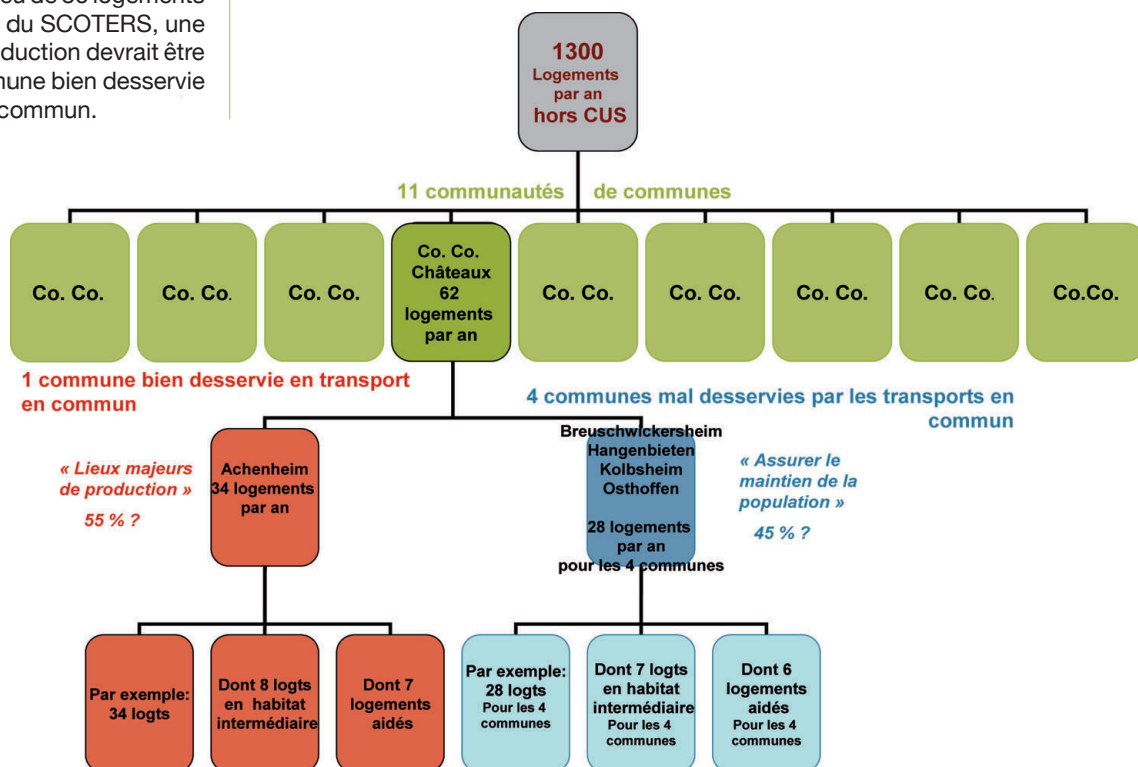 du SCOTERS, une
duction devrait être
mune bien desservie
commun.
1300
Logements
par an
hors CUS
11 communautés de communes
Co. Co.
Co. Co.
Co. Co.
Co. Co.
Châteaux
62
logements
par an
Co. Co.
Co. Co.
Co. Co.
Co. Co.
Co.Co.
1 commune bien desservie en transport
en commun
4 communes mal desservies par les transports en
commun
« Lieux majeurs
de production »
55 % ?
Achenheim
34 logements
par an
Breuschwickersheim
Hangenbieten
Kolbsheim
Osthoffen
28 logements
par an
pour les 4 communes
« Assurer le
maintien de la
population »
45 % ?
Par exemple:
34 logts
Dont 8 logts
en habitat
intermédiaire
Dont 7
logements
aidés
Par exemple:
28 logts
Pour les 4
communes
Dont 7 logts
en habitat
intermédiaire
Pour les 4
communes
Dont 6
logements
aidés
Pour les 4
communes